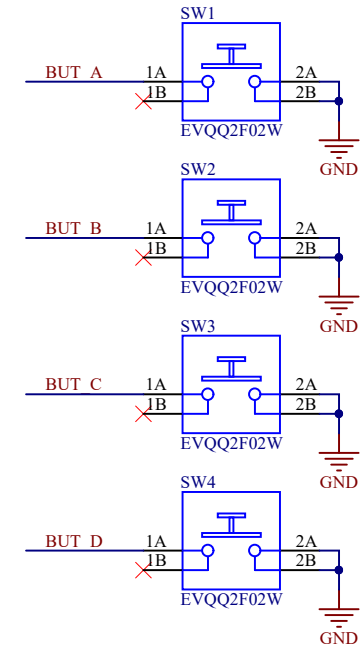 SW1
BUT_A 1A 2A
1B 2B
EVQQ2F02W
GND
SW2
BUT_B 1A 2A
1B 2B
EVQQ2F02W
GND
SW3
BUT_C 1A 2A
1B 2B
EVQQ2F02W
GND
SW4
BUT_D 1A 2A
1B 2B
EVQQ2F02W
GND